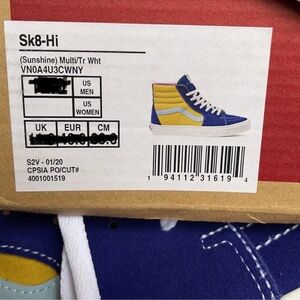 Sk8-Hi
(Sunshine) Multi/Tr Wht
VN0A4U3CWNY
US
MEN
US
WOMEN
UK EUR CM
S2V - 01/20
CPSIA PO/CUT#
4001001519
1 94112 31619 4